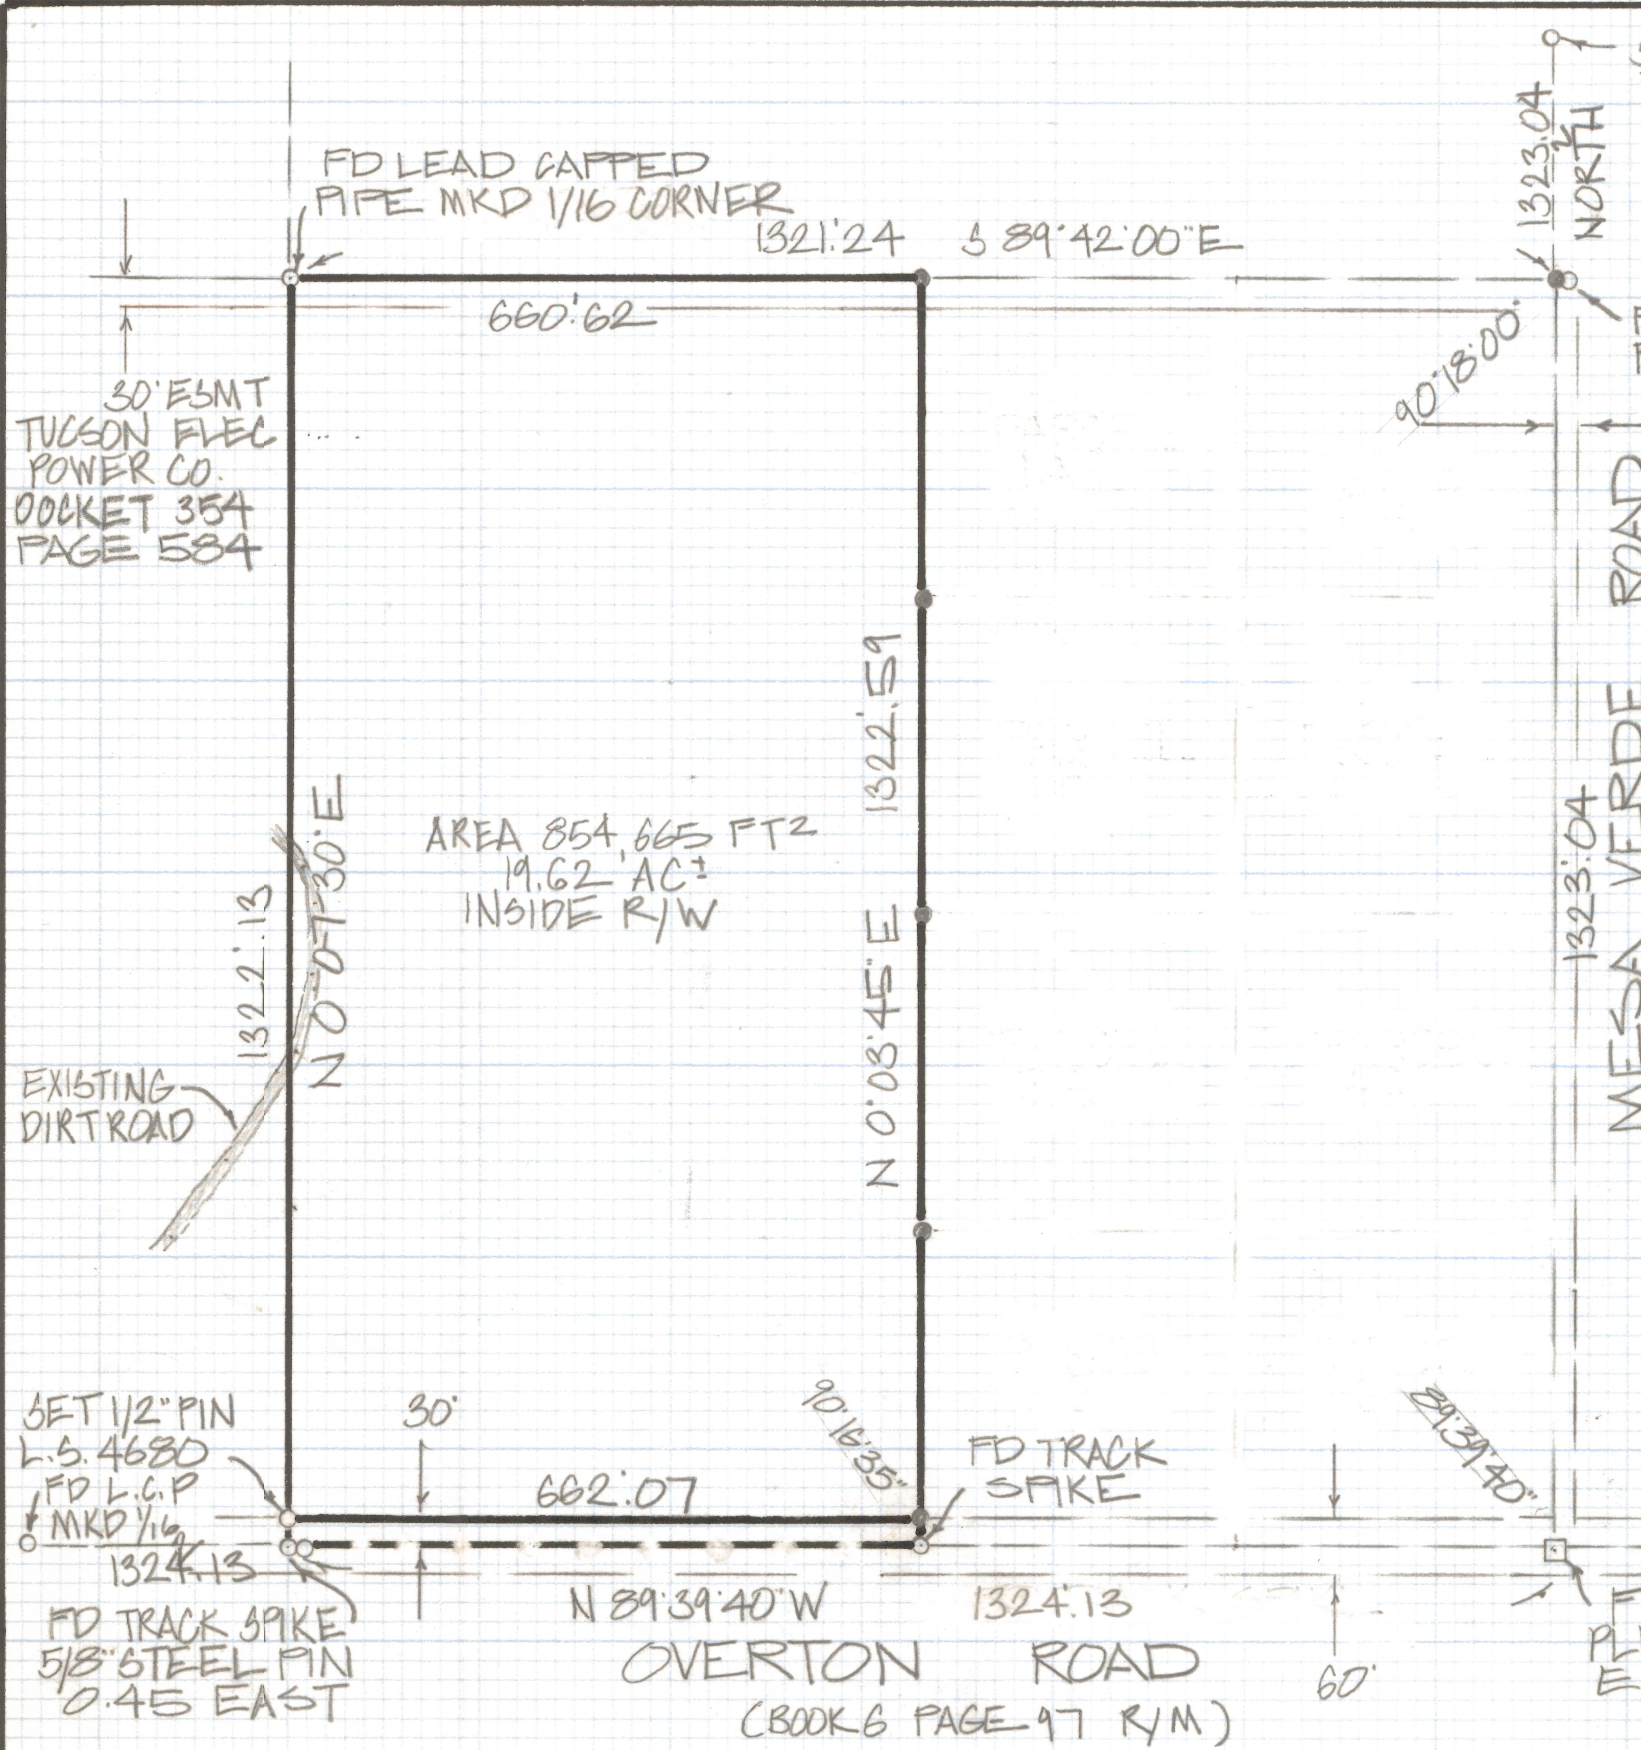 FD LEAD CAPPED
PIPE MKD 1/16 CORNER
1321.'24 S 89°42'00"E
1323.04
NORTH
660.'62
30' ESMT
TUCSON ELEC
POWER CO.
DOCKET 354
PAGE 584
90°18'00"
1322.'59
N 0°03'45"E
1322.'13
N 0°7'30"E
AREA 854,665 FT2
19.62 AC±
INSIDE R/W
MESA VERDE ROAD
1323.'04
EXISTING
DIRT ROAD
SET 1/2" PIN
L.S. 4680
FD L.C.P
MKD 1/16
1324.13
30'
662.'07
90°16'35"
FD TRACK
SPIKE
89°39'40"
FD TRACK SPIKE
5/8" STEEL PIN
0.45 EAST
N 89°39'40"W 1324.'13
OVERTON ROAD
(BOOK 6 PAGE 97 R/M)
60'